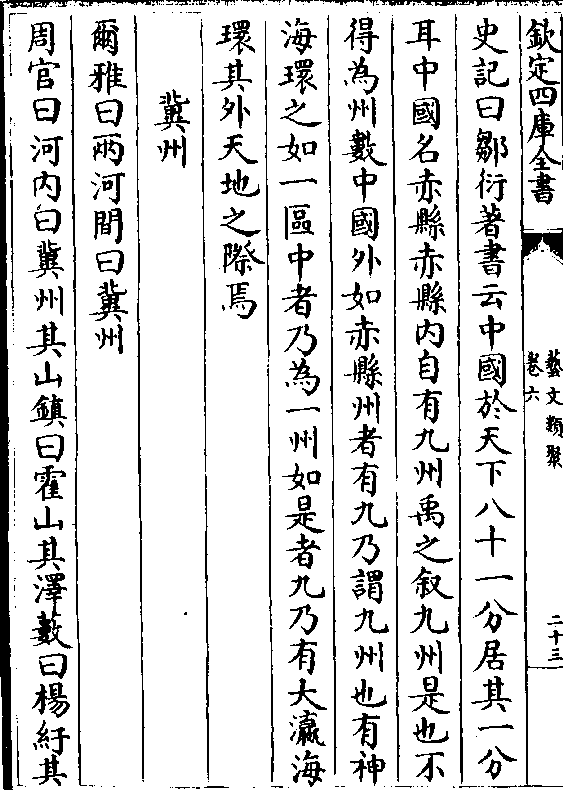 欽定四庫全書
藝文類聚
卷六
二十三
史記曰鄒衍著書云中國於天下八十一分居其一分
耳中國名赤縣赤縣內自有九州禹之叙九州是也不
得為州數中國外如赤縣州者有九乃謂九州也有神
海環之如一區中者乃為一州如是者九乃有大瀛海
環其外天地之際焉
冀州
爾雅曰兩河間曰冀州
周官曰河內曰冀州其山鎮曰霍山其澤藪曰楊紆其